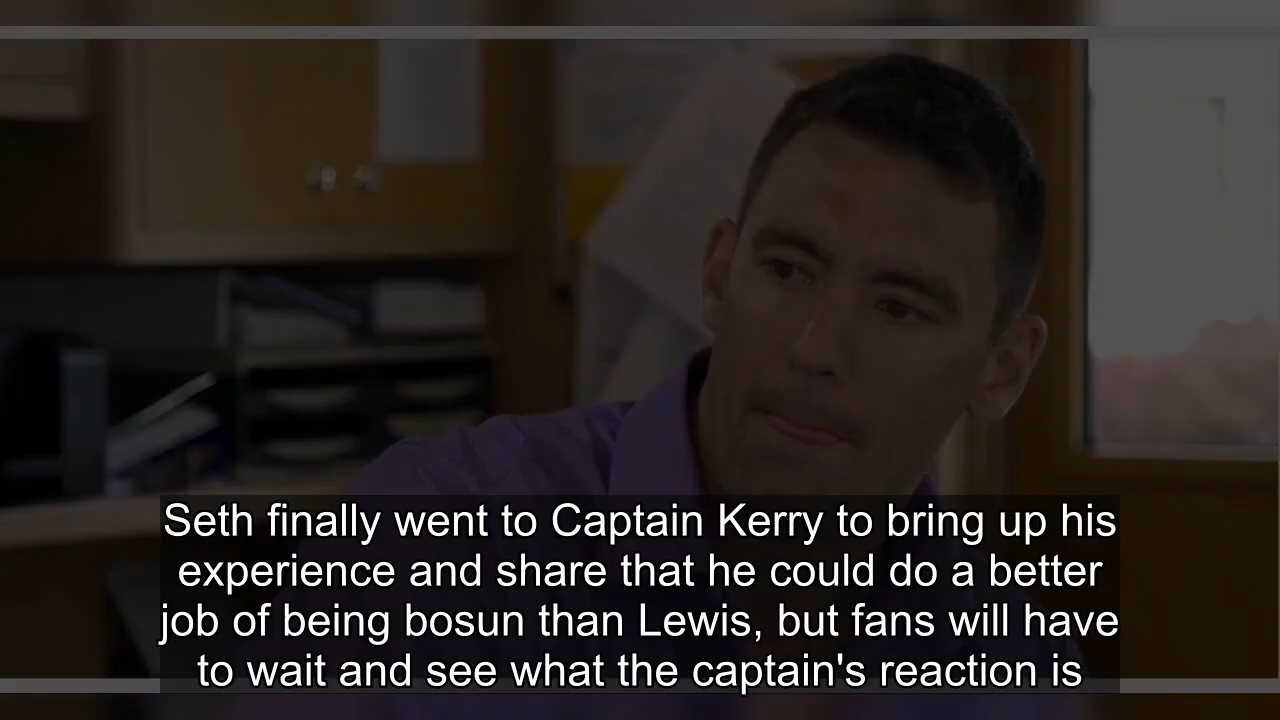 Seth finally went to Captain Kerry to bring up his
experience and share that he could do a better
job of being bosun than Lewis, but fans will have
to wait and see what the captain's reaction is